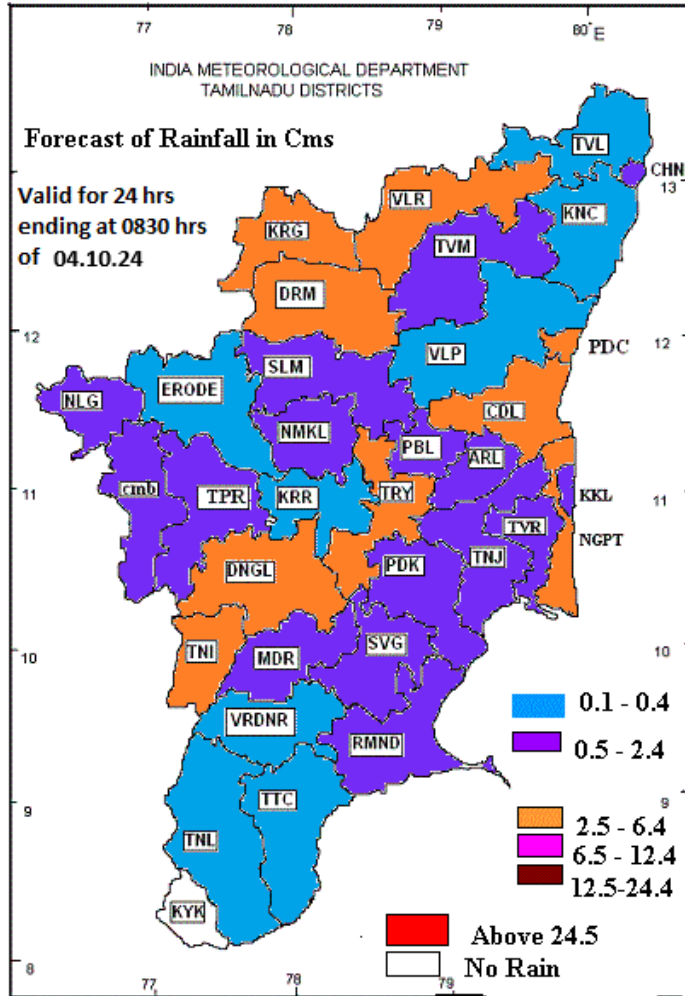 77 78 79 80° E
INDIA METEOROLOGICAL DEPARTMENT
TAMILNADU DISTRICTS
Forecast of Rainfall in Cms
TVL
CHN
13
Valid for 24 hrs
ending at 0830 hrs
of 04.10.24
VLR
KNC
KRG
TVM
DRM
12
12
VLP
PDC
SLM
ERODE
NLG
CDL
NMKL
PBL
ARL
11
cmb
TPR
KRR
TRY
KKL
11
TVR
NGPT
DNGL
PDK
TNJ
10
TNI
MDR
SVG
10
VRDNR
RMND
0.1 - 0.4
0.5 - 2.4
9
TTC
9
TNL
2.5 - 6.4
6.5 - 12.4
12.5-24.4
KYK
Above 24.5
No Rain
8
77 78 79